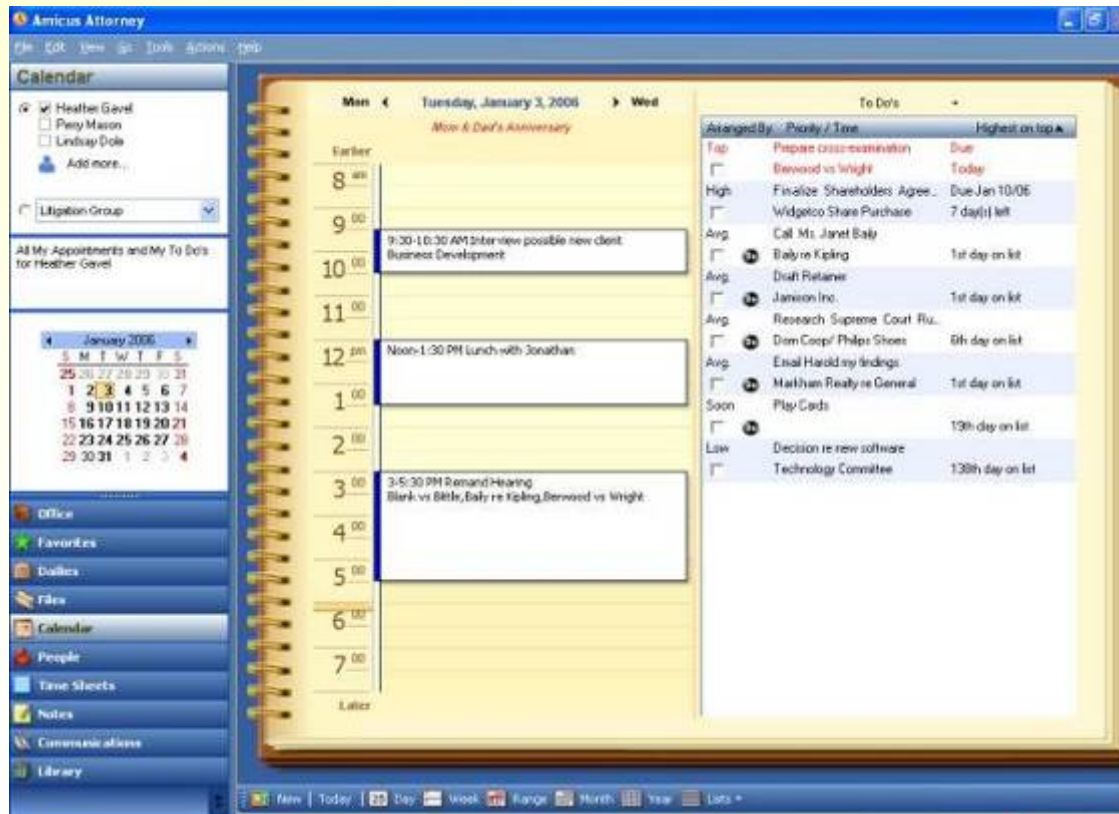 Amicus Attorney
File Edit View Go Tools Actions Help
Calendar
Heather Gavel
Perry Mason
Lindsay Dole
Add more...
Litigation Group
All My Appointments and My To Do's
for Heather Gavel
January 2006
S M T W T F S
25 26 27 28 29 30 31
1 2 3 4 5 6 7
8 9 10 11 12 13 14
15 16 17 18 19 20 21
22 23 24 25 26 27 28
29 30 31 1 2 3 4
Office
Favorites
Dailies
Files
Calendar
People
Time Sheets
Notes
Communications
Library
Mon Tuesday, January 3, 2006 Wed
Mom & Dad's Anniversary
Earlier
8 am
9 00
9:30-10:30 AM Interview possible new client
Business Development
10 00
11 00
12 pm
Noon-1:30 PM Lunch with Jonathan
1 00
2 00
3 00
3-5:30 PM Remand Hearing
Blank vs Bittle, Baily re Kipling, Berwood vs Wright
4 00
5 00
6 00
7 00
Later
To Do's
Arranged By Priority / Time Highest on top
Top Prepare cross-examination Due
Berwood vs Wright Today
High Finalize Shareholders Agree.. Due Jan 10/06
Widgetco Share Purchase 7 day(s) left
Avg. Call Ms. Janet Baily
Baily re Kipling 1st day on list
Avg. Draft Retainer
Jamison Inc. 1st day on list
Avg. Research Supreme Court Ru..
Dom Coop/ Philips Shoes 6th day on list
Avg. Email Harold my findings
Markham Realty re General 1st day on list
Soon Play Cards
19th day on list
Low Decision re new software
Technology Committee 138th day on list
New Today Day Week Range Month Year Lists